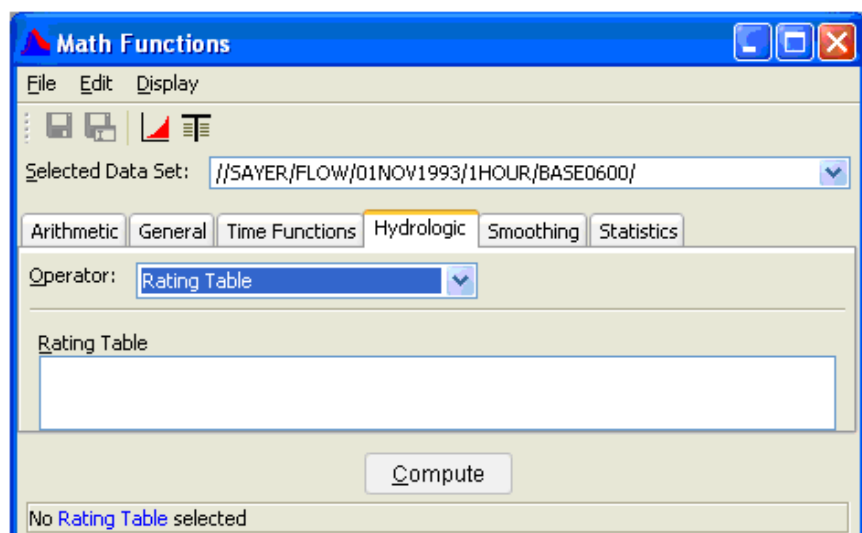 Math Functions
File Edit Display
Selected Data Set: //SAYER/FLOW/01NOV1993/1HOUR/BASE0600/
Arithmetic General Time Functions Hydrologic Smoothing Statistics
Operator: Rating Table
Rating Table
Compute
No Rating Table selected